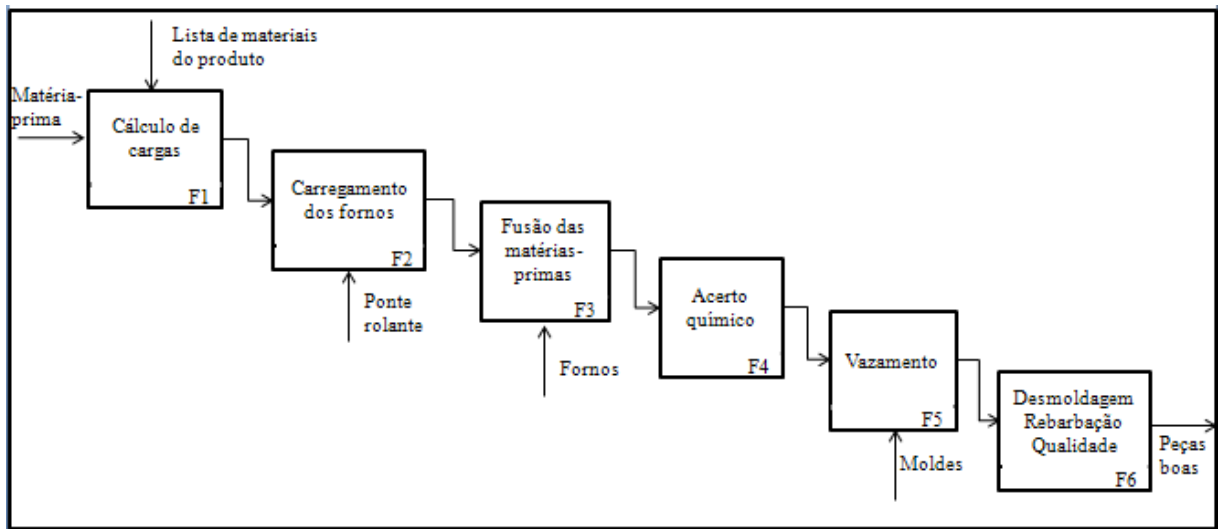 Lista de materiais
do produto
Matéria-
prima
Cálculo de
cargas
F1
Carregamento
dos fornos
F2
Ponte
rolante
Fusão das
matérias-
primas
F3
Fornos
Acerto
químico
F4
Vazamento
F5
Moldes
Desmoldagem
Rebarbação
Qualidade
F6
Peças
boas